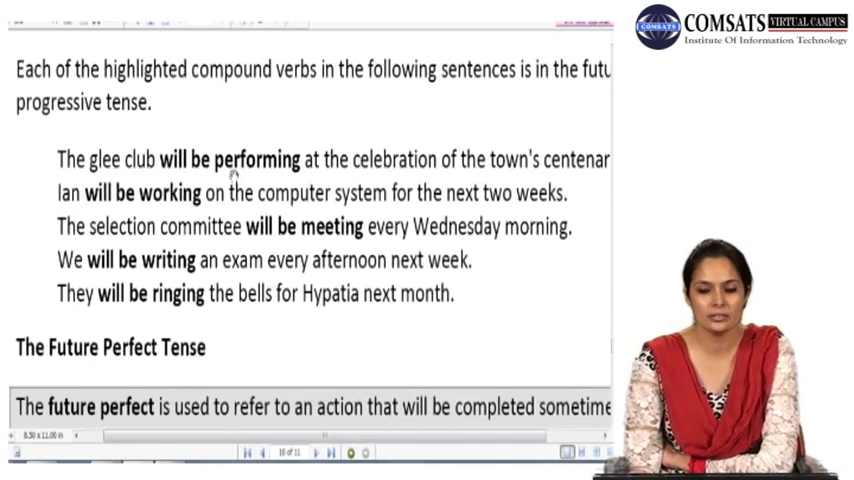 COMSATS VIRTUAL CAMPUS
COMSATS
Institute Of Information Technology
Each of the highlighted compound verbs in the following sentences is in the futu
progressive tense.
The glee club will be performing at the celebration of the town's centenar
Ian will be working on the computer system for the next two weeks.
The selection committee will be meeting every Wednesday morning.
We will be writing an exam every afternoon next week.
They will be ringing the bells for Hypatia next month.
The Future Perfect Tense
The future perfect is used to refer to an action that will be completed sometime
8.50 x 11.00 in
10 of 11